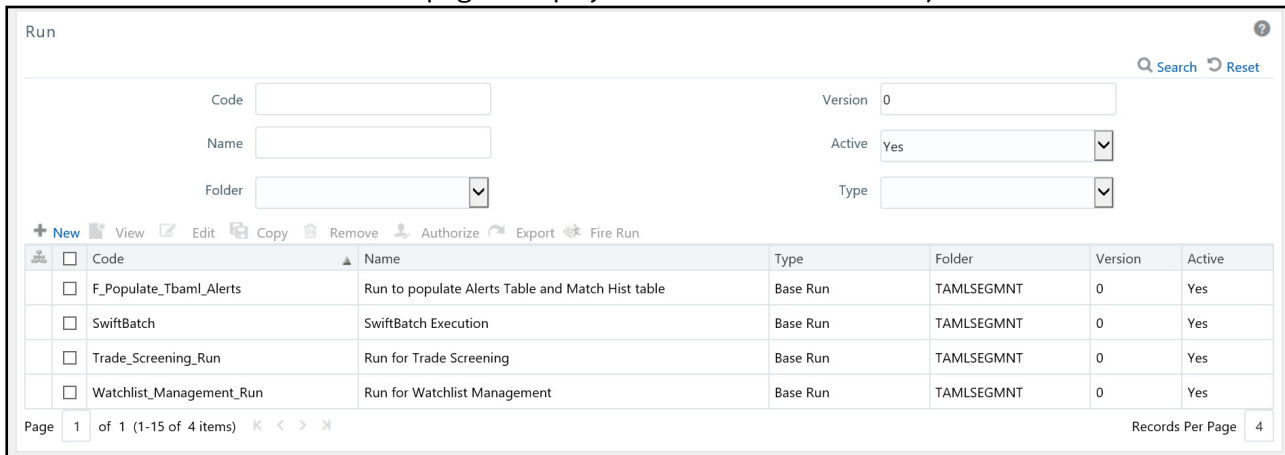 Run ?
Search Reset
Code Version 0
Name Active Yes
Folder Type
New View Edit Copy Remove Authorize Export Fire Run
Code Name Type Folder Version Active
F_Populate_Tbaml_Alerts Run to populate Alerts Table and Match Hist table Base Run TAMLSEGMNT 0 Yes
SwiftBatch SwiftBatch Execution Base Run TAMLSEGMNT 0 Yes
Trade_Screening_Run Run for Trade Screening Base Run TAMLSEGMNT 0 Yes
Watchlist_Management_Run Run for Watchlist Management Base Run TAMLSEGMNT 0 Yes
Page 1 of 1 (1-15 of 4 items) Records Per Page 4